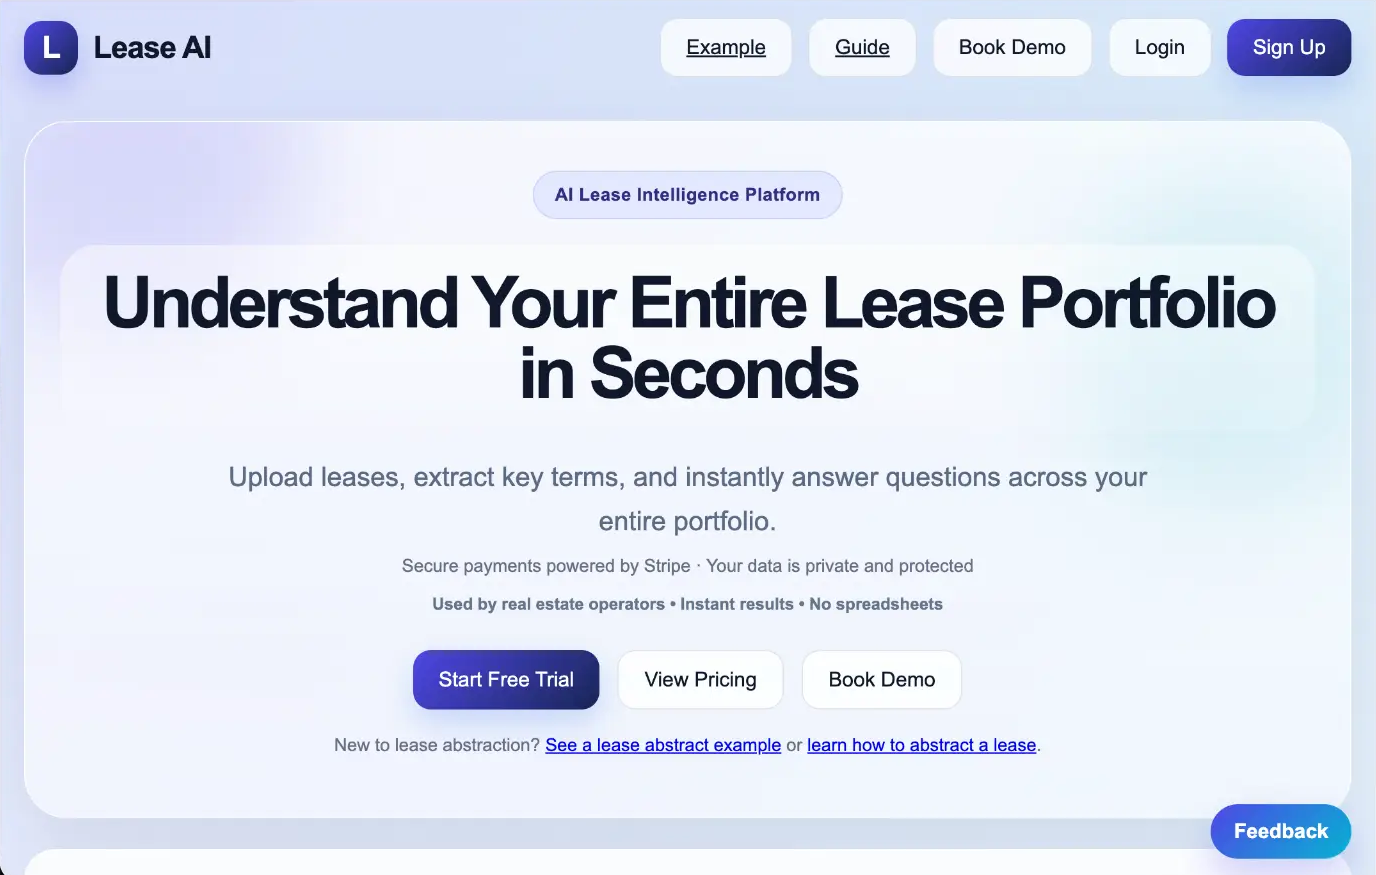 L Lease AI
Example Guide Book Demo Login Sign Up
AI Lease Intelligence Platform
Understand Your Entire Lease Portfolio
in Seconds
Upload leases, extract key terms, and instantly answer questions across your
entire portfolio.
Secure payments powered by Stripe · Your data is private and protected
Used by real estate operators • Instant results • No spreadsheets
Start Free Trial View Pricing Book Demo
New to lease abstraction? See a lease abstract example or learn how to abstract a lease.
Feedback